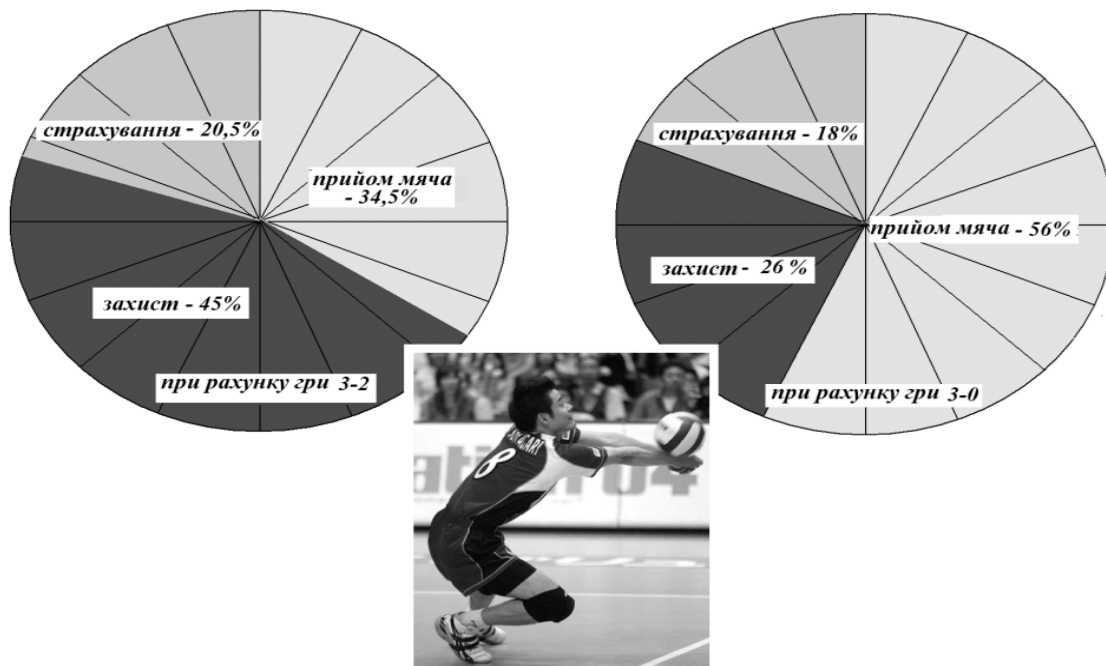 страхування - 20,5%
прийом мяча
- 34,5%
захист - 45%
при рахунку гри 3-2
страхування - 18%
прийом мяча - 56%
захист - 26 %
при рахунку гри 3-0
8